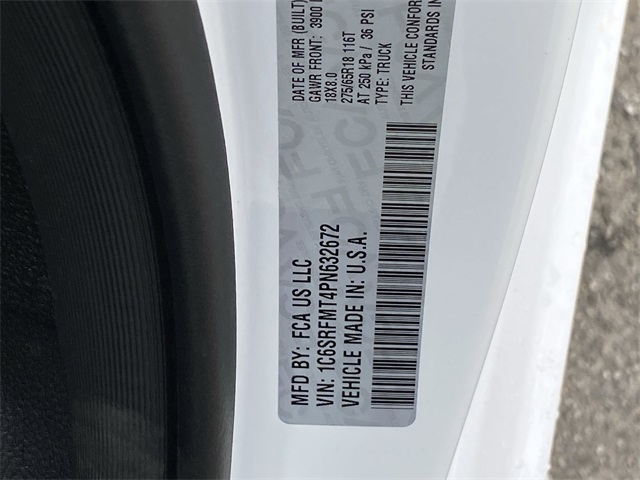 MFD BY: FCA US LLC
DATE OF MFR (BUILT)
GAWR FRONT: 3900
18X8.0
275/65R18 116T
AT 250 kPa / 36 PSI
TYPE: TRUCK
THIS VEHICLE CONFOR
STANDARDS IN
VIN: 1C6SRFMT4PN632672
VEHICLE MADE IN: U.S.A.